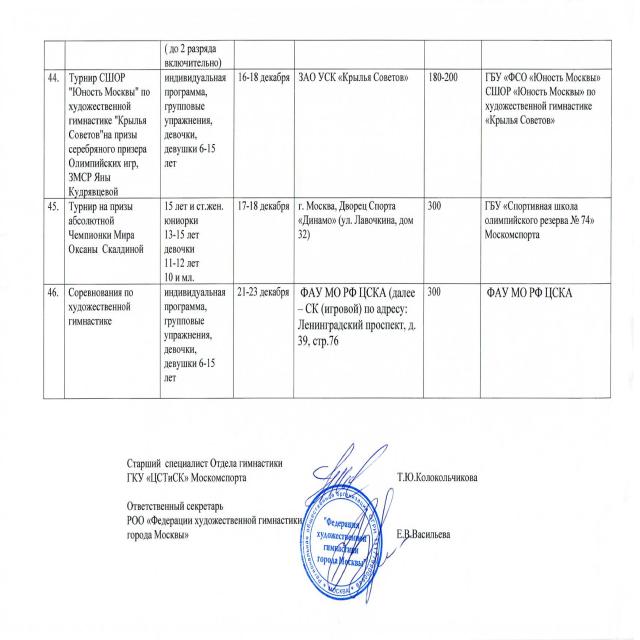 ( до 2 разряда
включительно)
44.
Турнир СШОР
"Юность Москвы" по
художественной
гимнастике "Крылья
Советов"на призы
серебряного призера
Олимпийских игр,
ЗМСР Яны
Кудрявцевой
индивидуальная
программа,
групповые
упражнения,
девочки,
девушки 6-15
лет
16-18 декабря
ЗАО УСК «Крылья Советов»
180-200
ГБУ «ФСО «Юность Москвы»
СШОР «Юность Москвы» по
художественной гимнастике
«Крылья Советов»
45.
Турнир на призы
абсолютной
Чемпионки Мира
Оксаны Скалдиной
15 лет и ст.жен.
юниорки
13-15 лет
девочки
11-12 лет
10 и мл.
17-18 декабря
г. Москва, Дворец Спорта
«Динамо» (ул. Лавочкина, дом
32)
300
ГБУ «Спортивная школа
олимпийского резерва № 74»
Москомспорта
46.
Соревнования по
художественной
гимнастике
индивидуальная
программа,
групповые
упражнения,
девочки,
девушки 6-15
лет
21-23 декабря
ФАУ МО РФ ЦСКА (далее
– СК (игровой) по адресу:
Ленинградский проспект, д.
39, стр.76
300
ФАУ МО РФ ЦСКА
Старший специалист Отдела гимнастики
ГКУ «ЦСТиСК» Москомспорта
Т.Ю.Колокольчикова
Ответственный секретарь
РОО «Федерации художественной гимнастики
города Москвы»
Е.В.Васильева
"Федерация
художественной
гимнастики
города Москвы"
МОСКВА